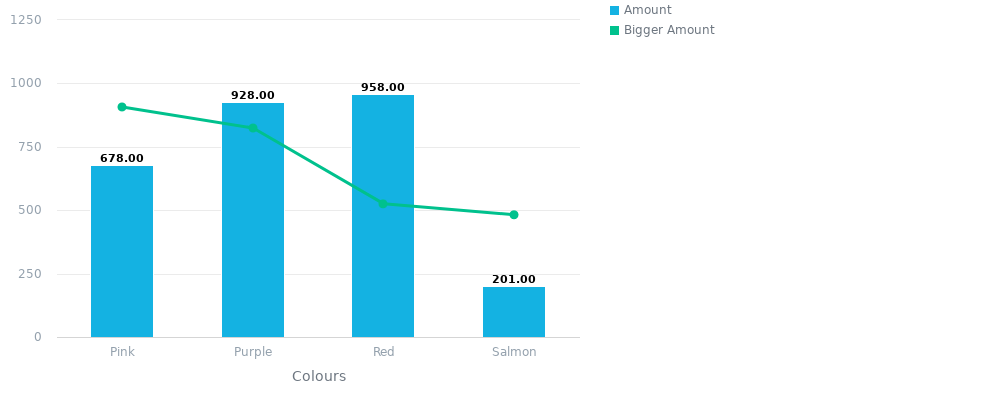 1250
1000
750
500
250
0
678.00
928.00
958.00
201.00
Pink
Purple
Red
Salmon
Colours
Amount
Bigger Amount